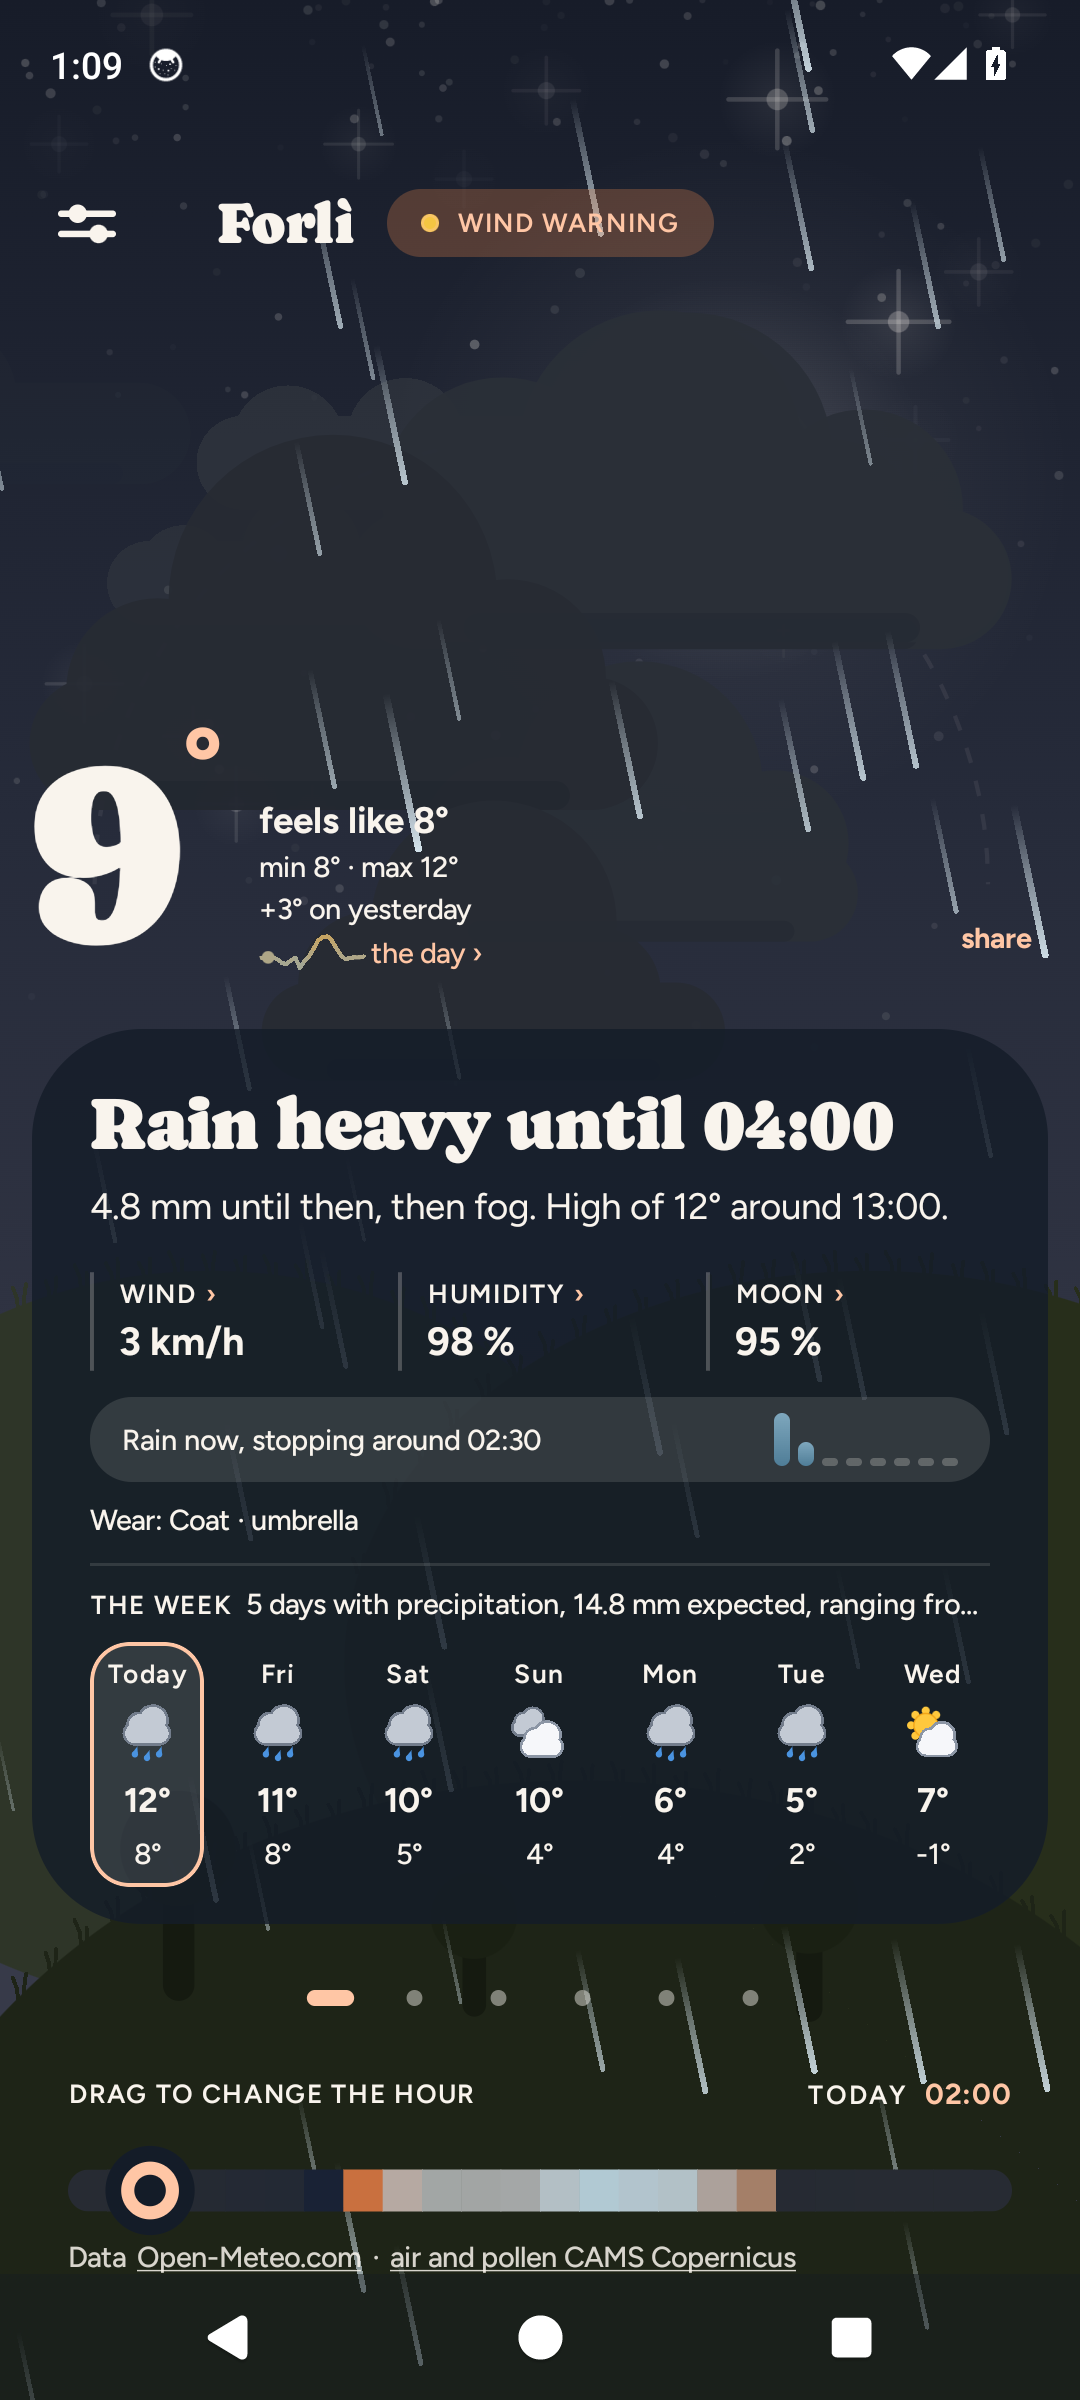 1:09
Forlì WIND WARNING
9°
feels like 8°
min 8° · max 12°
+3° on yesterday
the day ›
share
Rain heavy until 04:00
4.8 mm until then, then fog. High of 12° around 13:00.
WIND › HUMIDITY › MOON ›
3 km/h 98 % 95 %
Rain now, stopping around 02:30
Wear: Coat · umbrella
THE WEEK 5 days with precipitation, 14.8 mm expected, ranging fro...
Today Fri Sat Sun Mon Tue Wed
12° 11° 10° 10° 6° 5° 7°
8° 8° 5° 4° 4° 2° -1°
DRAG TO CHANGE THE HOUR TODAY 02:00
Data Open-Meteo.com · air and pollen CAMS Copernicus